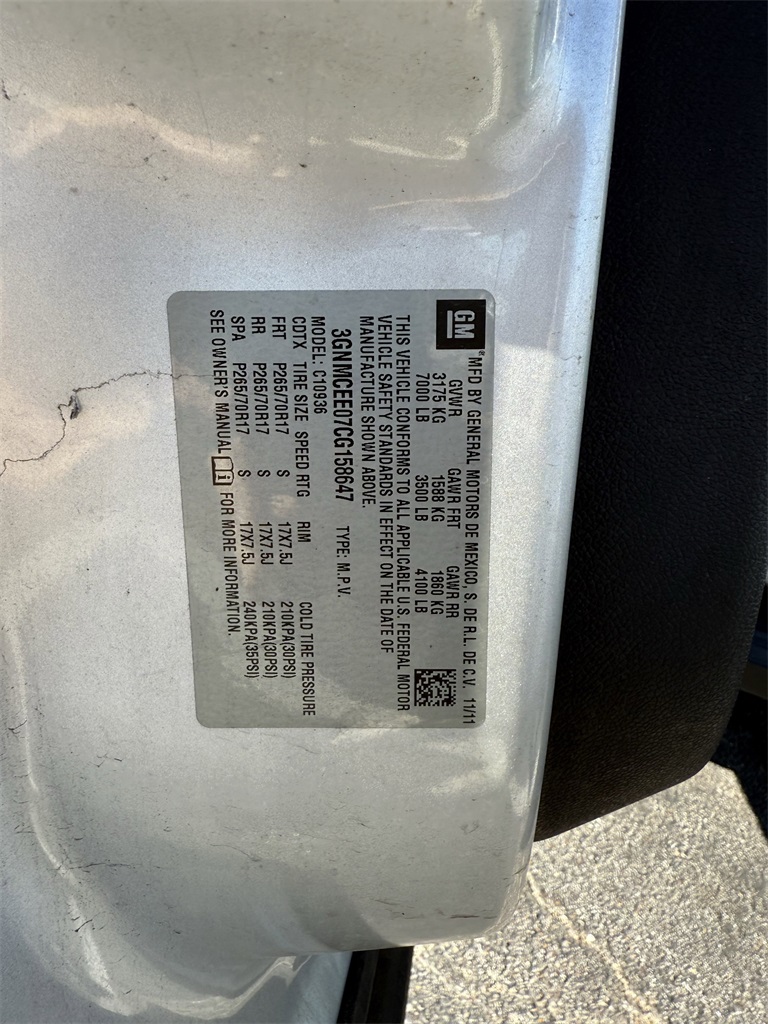 GM ® MFD BY GENERAL MOTORS DE MEXICO, S. DE R.L. DE C.V. 11/11
GVWR GAWR FRT GAWR RR
3175 KG 1588 KG 1860 KG
7000 LB 3500 LB 4100 LB
THIS VEHICLE CONFORMS TO ALL APPLICABLE U.S. FEDERAL MOTOR
VEHICLE SAFETY STANDARDS IN EFFECT ON THE DATE OF
MANUFACTURE SHOWN ABOVE.
3GNMCEE07CG158647 TYPE: M.P.V.
MODEL: C10936
CDTX TIRE SIZE SPEED RTG RIM COLD TIRE PRESSURE
FRT P265/70R17 S 17X7.5J 210KPA(30PSI)
RR P265/70R17 S 17X7.5J 210KPA(30PSI)
SPA P265/70R17 S 17X7.5J 240KPA(35PSI)
SEE OWNER'S MANUAL FOR MORE INFORMATION.